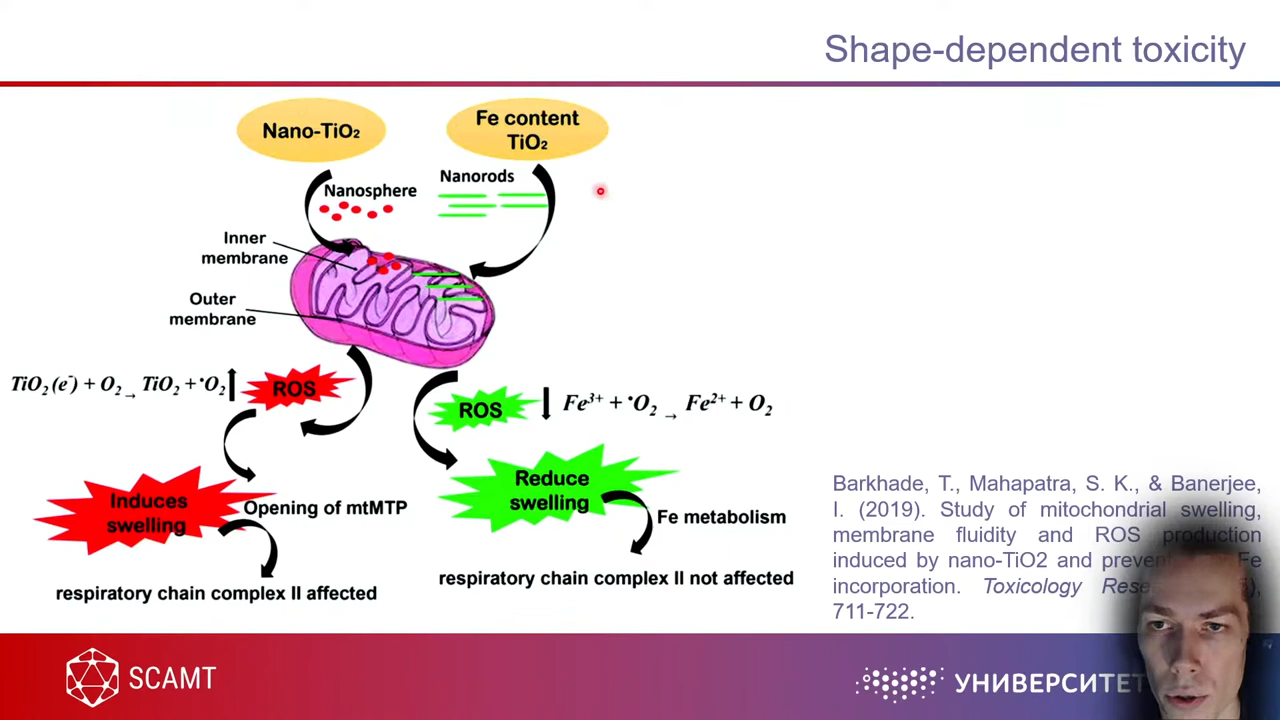 Shape-dependent toxicity
Nano-TiO₂
Fe content
TiO₂
Nanosphere
Nanorods
Inner
membrane
Outer
membrane
TiO₂ (e⁻) + O₂ → TiO₂ + •O₂
ROS
ROS
Fe³⁺ + •O₂ → Fe²⁺ + O₂
Induces
swelling
Opening of mtMTP
respiratory chain complex II affected
Reduce
swelling
Fe metabolism
respiratory chain complex II not affected
Barkhade, T., Mahapatra, S. K., & Banerjee,
I. (2019). Study of mitochondrial swelling,
membrane fluidity and ROS production
induced by nano-TiO2 and Fe
incorporation. Toxicology
711-722.
SCAMT
УНИВЕРСИТЕТ